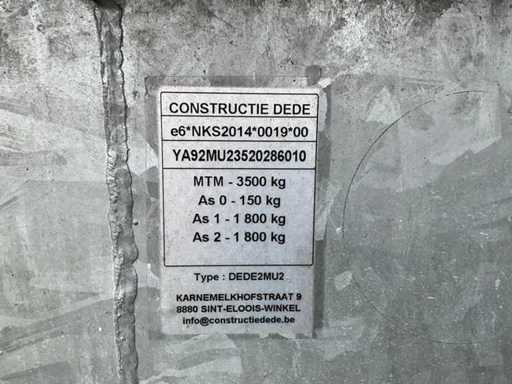 CONSTRUCTIE DEDE
e6*NKS2014*0019*00
YA92MU23520286010
MTM - 3500 kg
As 0 - 150 kg
As 1 - 1 800 kg
As 2 - 1 800 kg
Type : DEDE2MU2
KARNEMELKHOFSTRAAT 9
8880 SINT-ELOOIS-WINKEL
info@constructiedede.be